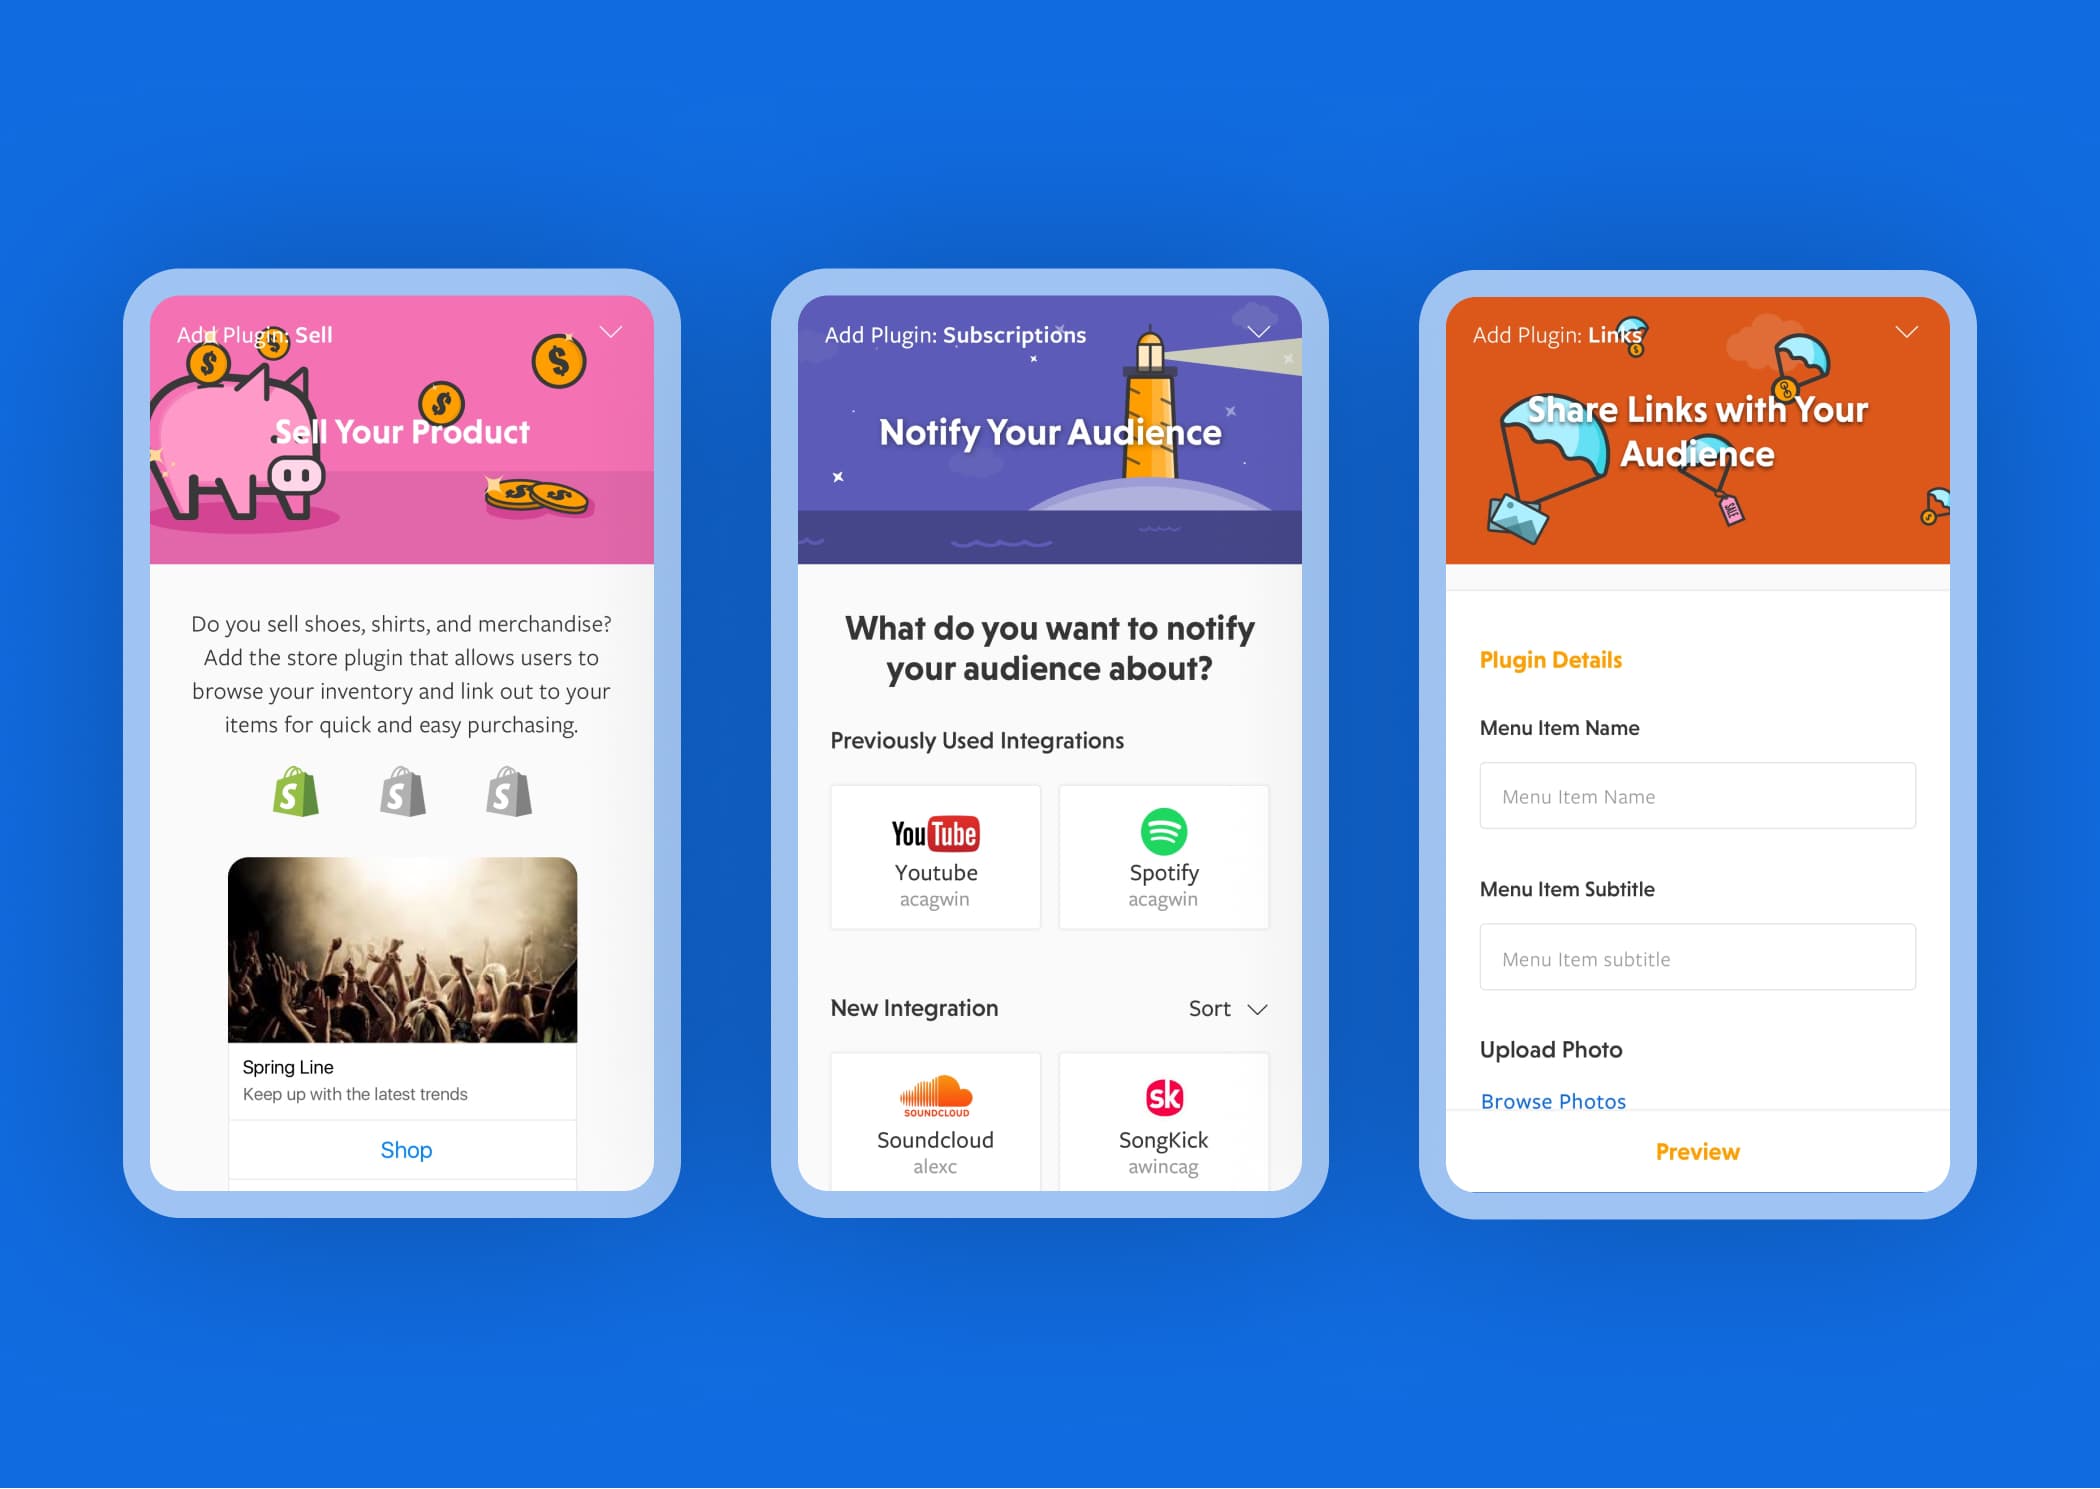 Add Plugin: Sell
Sell Your Product
Do you sell shoes, shirts, and merchandise?
Add the store plugin that allows users to
browse your inventory and link out to your
items for quick and easy purchasing.
S
S
S
Spring Line
Keep up with the latest trends
Shop
Add Plugin: Subscriptions
Notify Your Audience
What do you want to notify
your audience about?
Previously Used Integrations
YouTube
Youtube
acagwin
Spotify
acagwin
New Integration
Sort
SOUNDCLOUD
Soundcloud
alexc
sk
SongKick
awincag
Add Plugin: Links
Share Links with Your
Audience
SALE
Plugin Details
Menu Item Name
Menu Item Name
Menu Item Subtitle
Menu Item subtitle
Upload Photo
Browse Photos
Preview